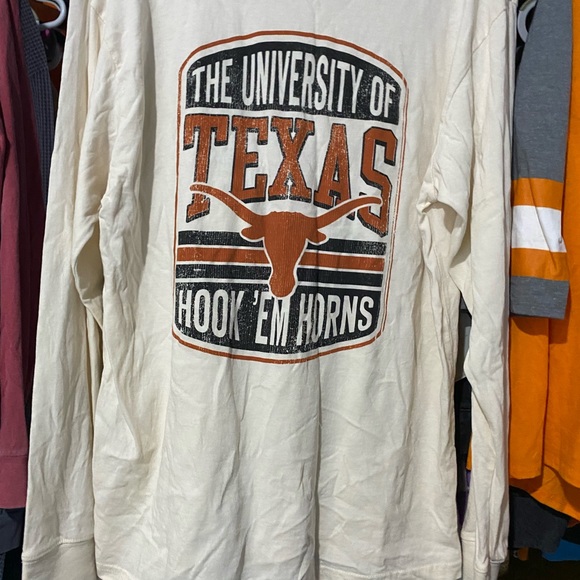 THE UNIVERSITY OF
TEXAS
HOOK 'EM HORNS